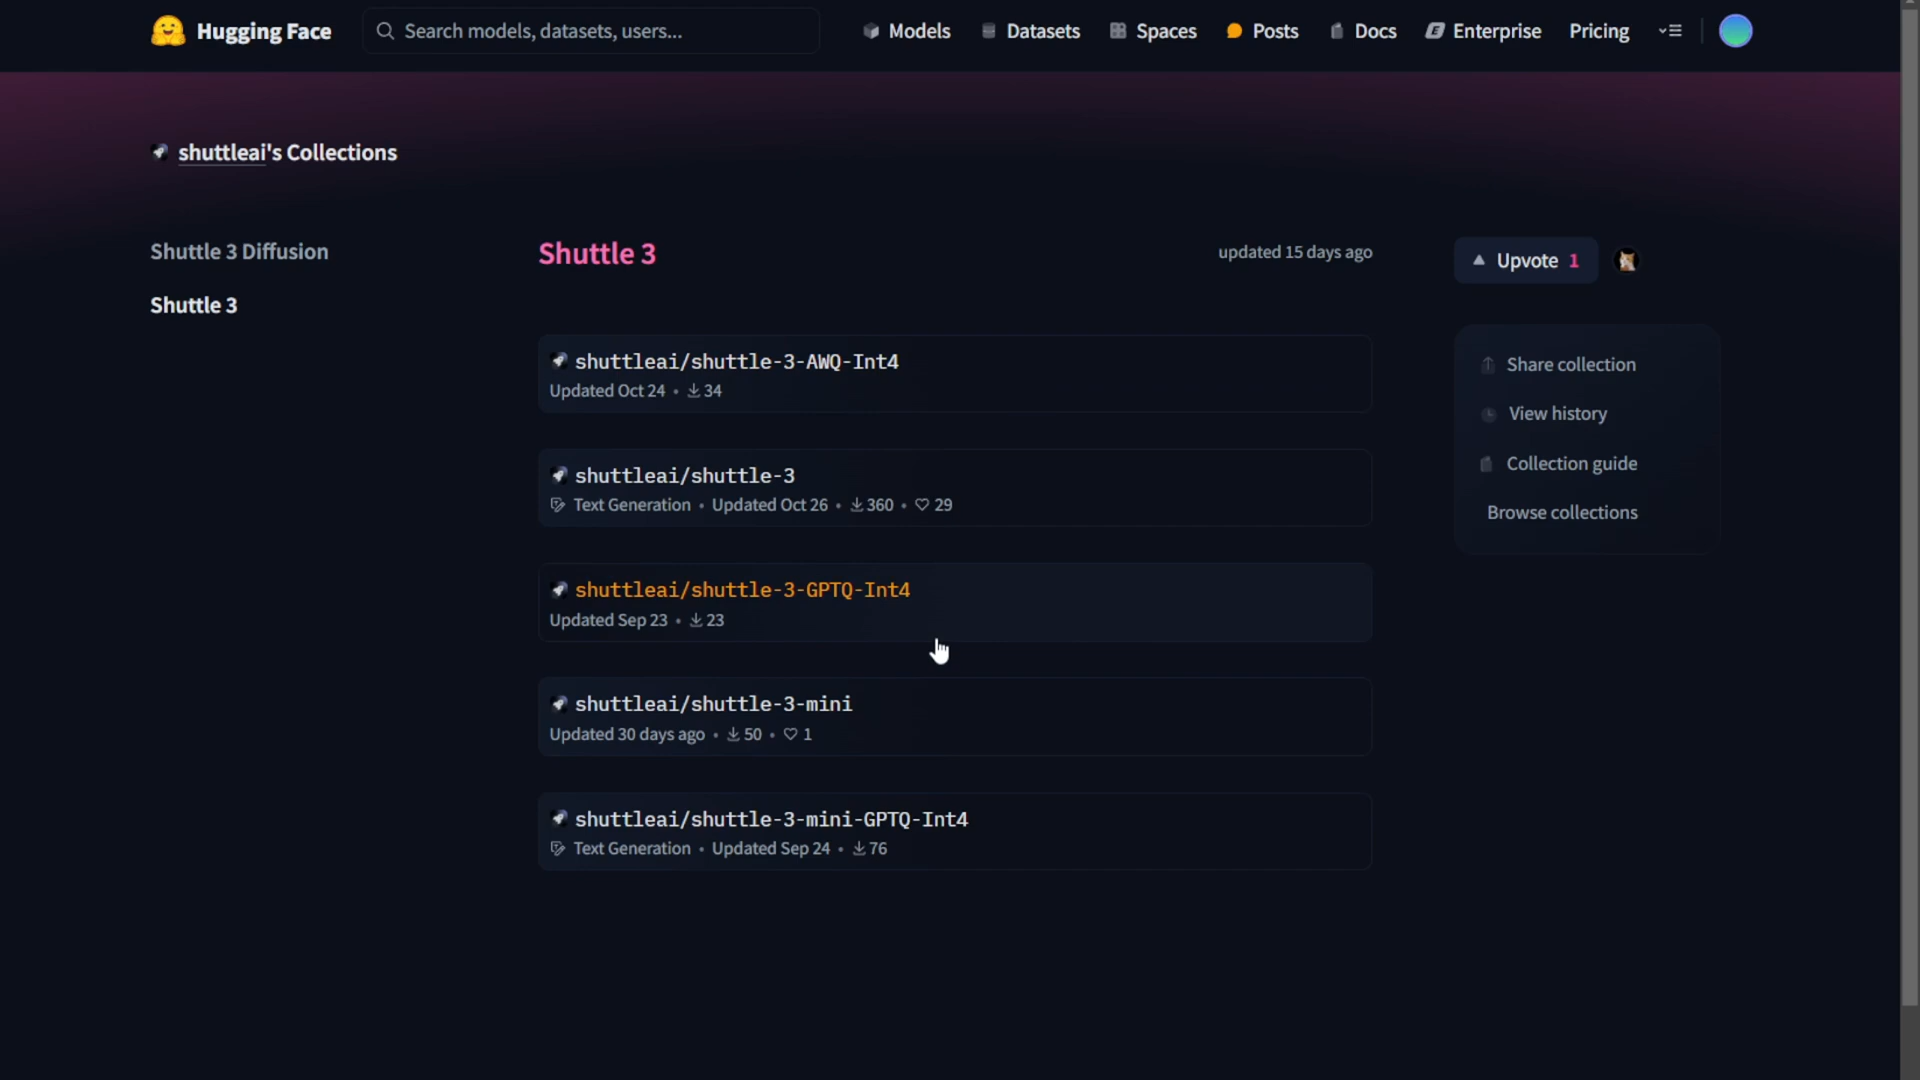 Hugging Face
Search models, datasets, users...
Models
Datasets
Spaces
Posts
Docs
Enterprise
Pricing
shuttleai's Collections
Shuttle 3 Diffusion
Shuttle 3
Shuttle 3
updated 15 days ago
shuttleai/shuttle-3-AWQ-Int4
Updated Oct 24 • 34
shuttleai/shuttle-3
Text Generation • Updated Oct 26 • 360 • 29
shuttleai/shuttle-3-GPTQ-Int4
Updated Sep 23 • 23
shuttleai/shuttle-3-mini
Updated 30 days ago • 50 • 1
shuttleai/shuttle-3-mini-GPTQ-Int4
Text Generation • Updated Sep 24 • 76
Upvote 1
Share collection
View history
Collection guide
Browse collections